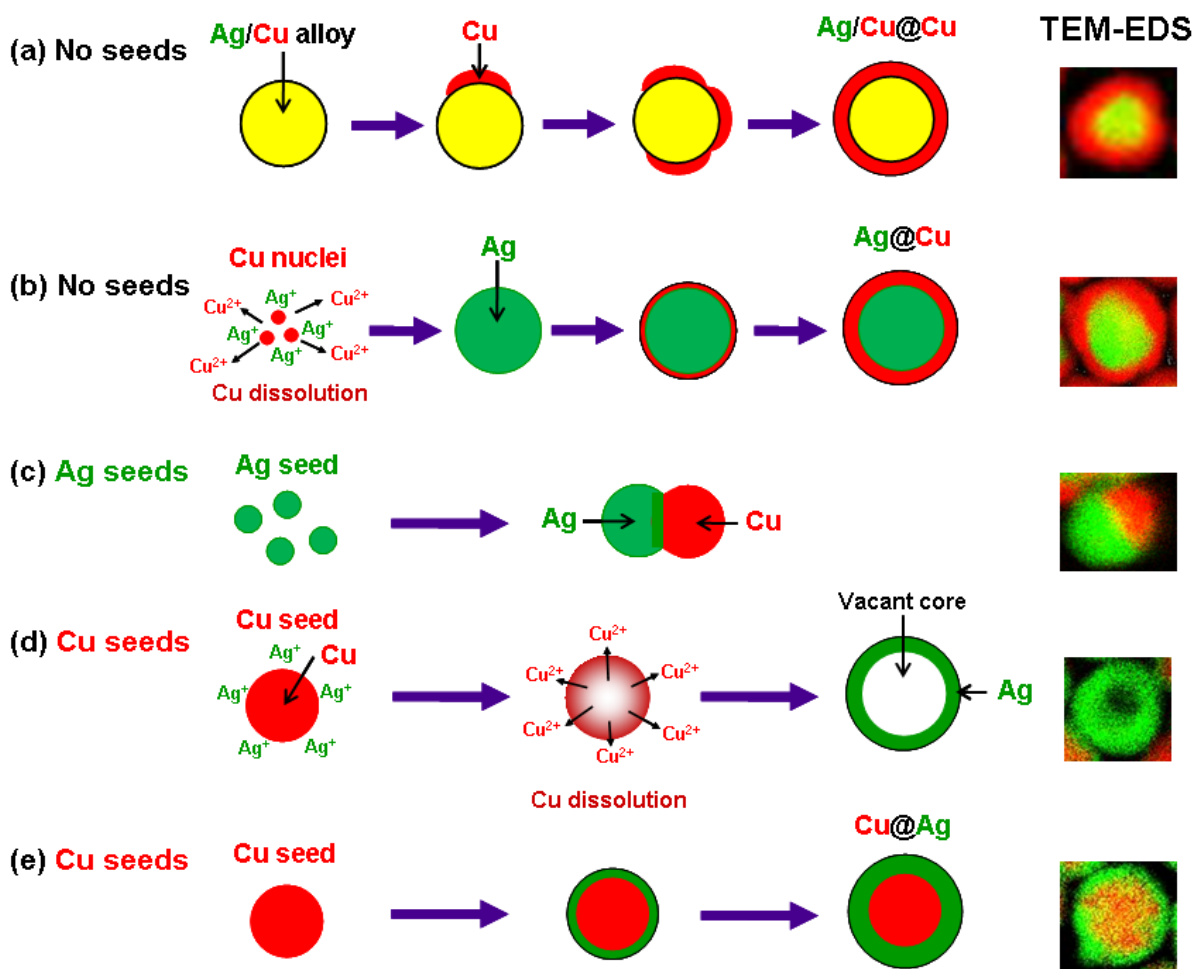 TEM-EDS
(a) No seeds
Ag/Cu alloy
Cu
Ag/Cu@Cu
(b) No seeds
Cu nuclei
Ag⁺
Cu²⁺
Cu²⁺
Ag⁺
Ag⁺
Ag⁺
Cu²⁺
Cu²⁺
Cu dissolution
Ag
Ag@Cu
(c) Ag seeds
Ag seed
Ag
Cu
(d) Cu seeds
Cu seed
Cu
Ag⁺
Ag⁺
Ag⁺
Ag⁺
Ag⁺
Cu²⁺
Cu²⁺
Cu²⁺
Cu²⁺
Cu²⁺
Cu²⁺
Cu dissolution
Vacant core
Ag
(e) Cu seeds
Cu seed
Cu@Ag